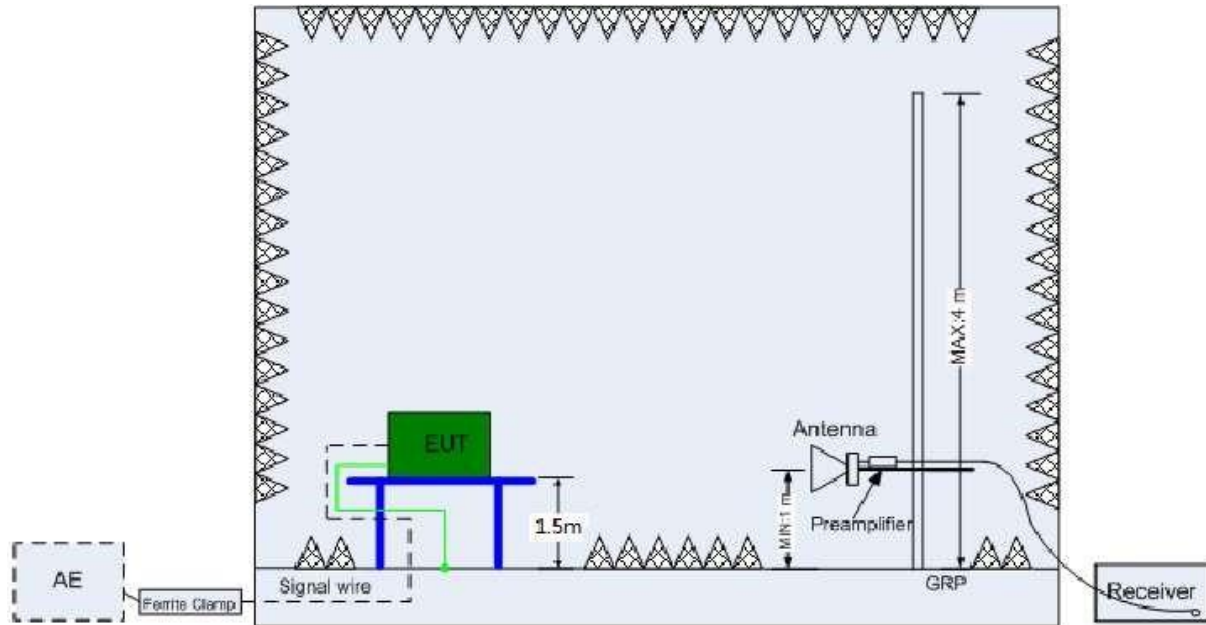 MAX:4 m
EUT
Antenna
MIN:1 m
Preamplifier
1.5m
AE
Ferrite Clamp
Signal wire
GRP
Receiver